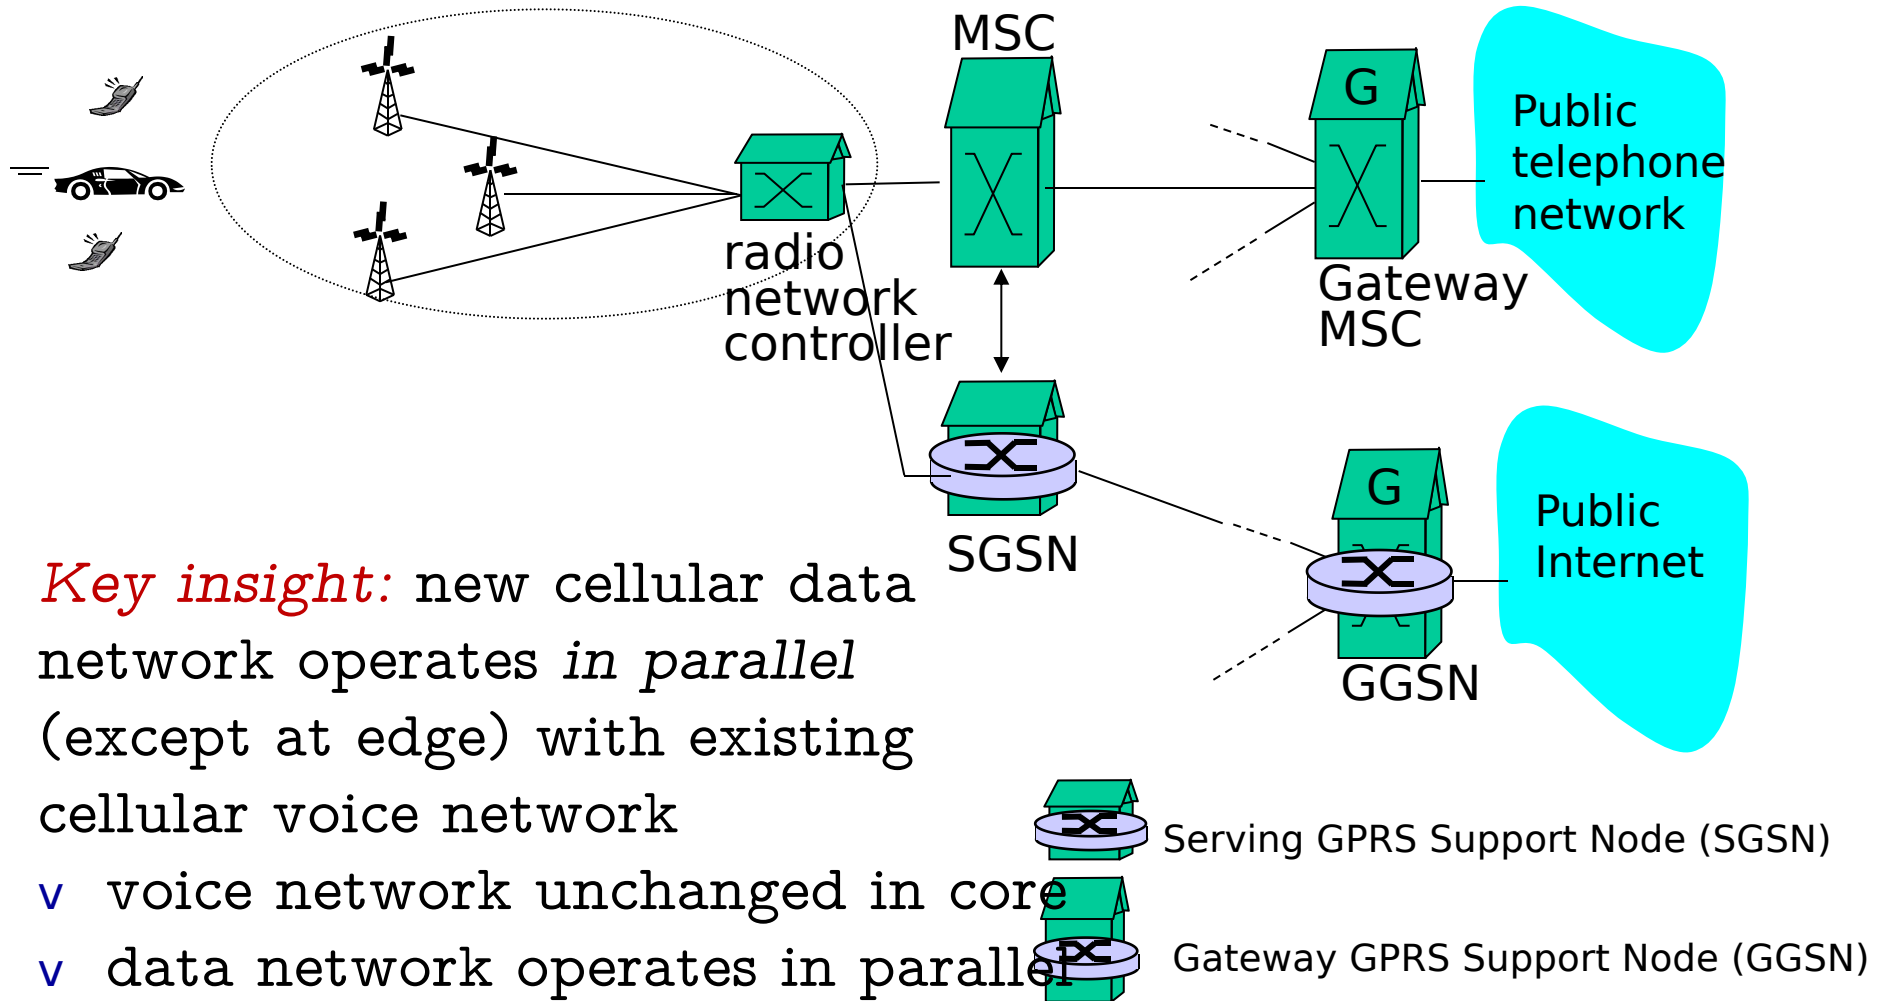 MSC
G
Public
telephone
network
radio
network
controller
Gateway
MSC
G
Public
Internet
SGSN
GGSN
Key insight: new cellular data
network operates in parallel
(except at edge) with existing
cellular voice network
v voice network unchanged in core
v data network operates in parallel
Serving GPRS Support Node (SGSN)
Gateway GPRS Support Node (GGSN)